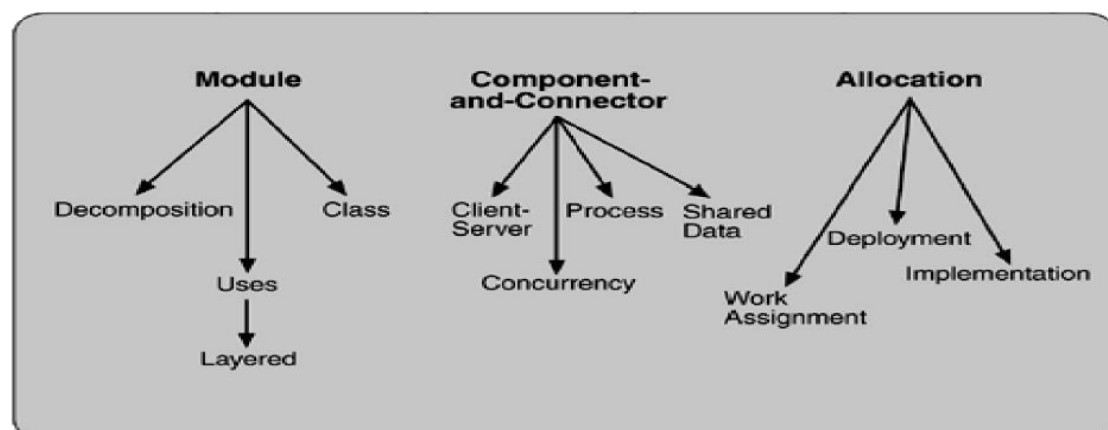 Module
Component-
and-Connector
Allocation
Decomposition
Class
Client-
Server
Process
Shared
Data
Deployment
Uses
Concurrency
Implementation
Work
Assignment
Layered